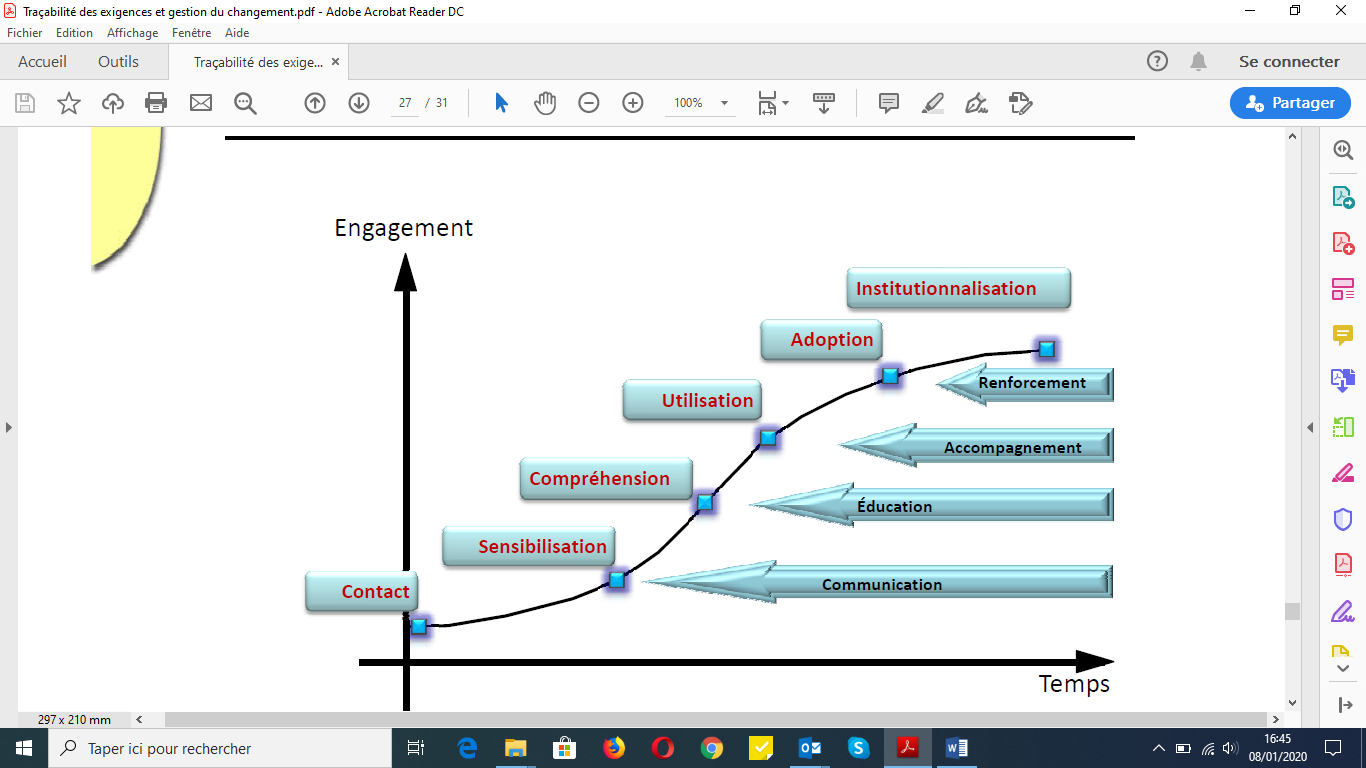 Traçabilité des exigences et gestion du changement.pdf - Adobe Acrobat Reader DC
Fichier Edition Affichage Fenêtre Aide
Accueil Outils Traçabilité des exige... × Se connecter
27 / 31 100% Partager
Engagement
Institutionnalisation
Adoption
Renforcement
Utilisation
Accompagnement
Compréhension
Éducation
Sensibilisation
Communication
Contact
Temps
297 x 210 mm
Taper ici pour rechercher
16:45
08/01/2020